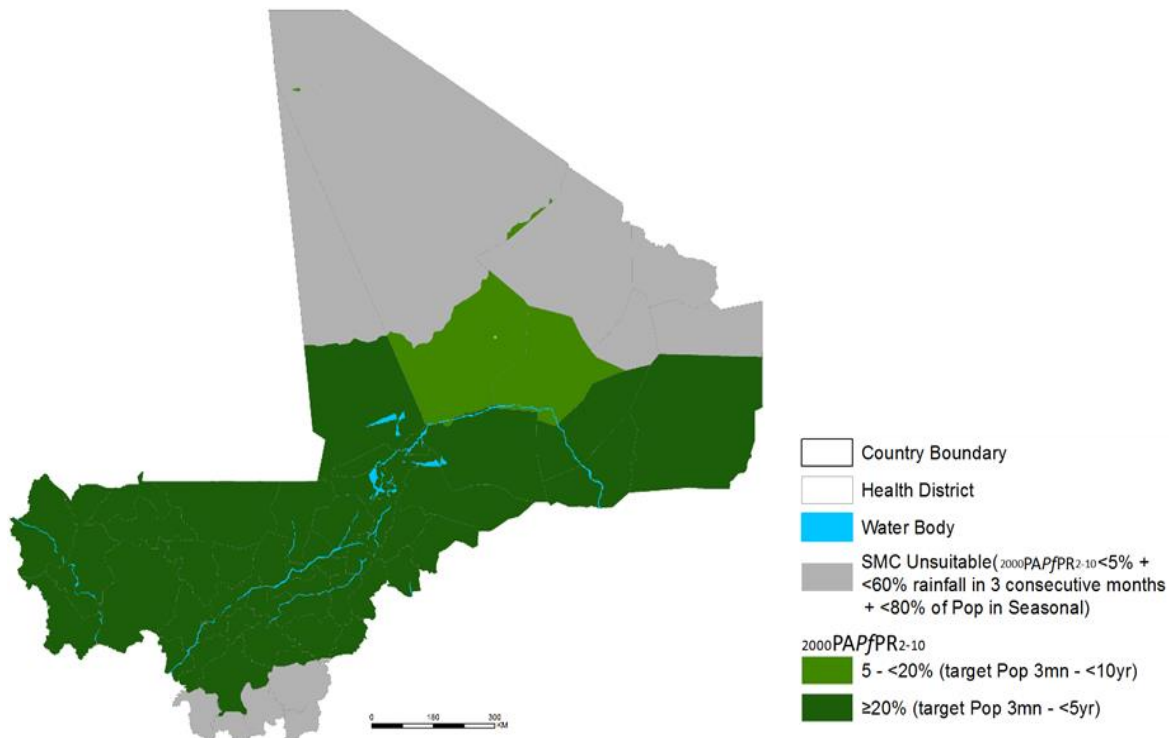 Country Boundary
Health District
Water Body
SMC Unsuitable(2000PAPfPR2-10 <5% +
<60% rainfall in 3 consecutive months
+ <80% of Pop in Seasonal)
2000PAPfPR2-10
5 - <20% (target Pop 3mn - <10yr)
≥20% (target Pop 3mn - <5yr)
0 180 300
KM